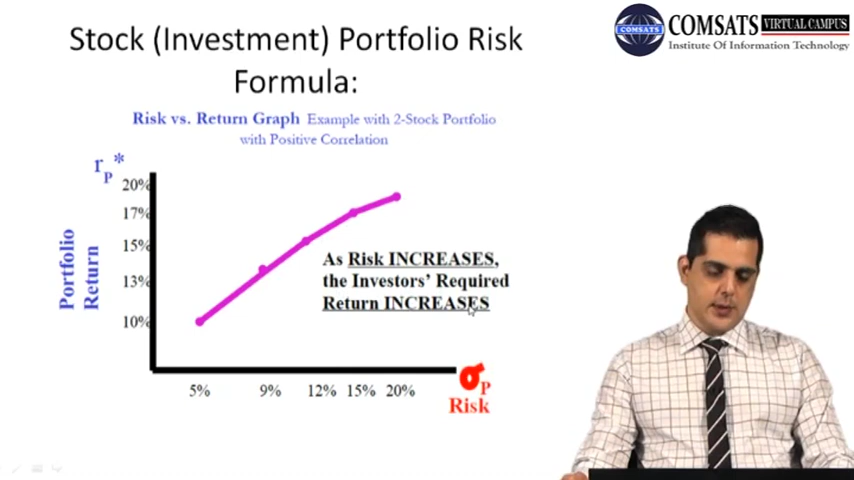 Stock (Investment) Portfolio Risk
Formula:
COMSATS VIRTUAL CAMPUS
Institute Of Information Technology
COMSATS
Risk vs. Return Graph Example with 2-Stock Portfolio
with Positive Correlation
rP*
20%
17%
15%
13%
10%
Portfolio
Return
As Risk INCREASES,
the Investors' Required
Return INCREASES
5% 9% 12% 15% 20%
σP
Risk